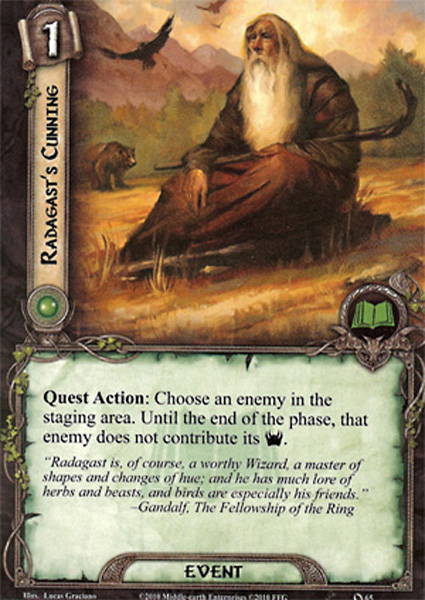 1
RADAGAST'S CUNNING
Quest Action: Choose an enemy in the
staging area. Until the end of the phase, that
enemy does not contribute its .
"Radagast is, of course, a worthy Wizard, a master of
shapes and changes of hue; and he has much lore of
herbs and beasts, and birds are especially his friends."
–Gandalf, The Fellowship of the Ring
EVENT
Illus. Lucas Graciano ©2010 Middle-earth Enterprises ©2010 FFG 65